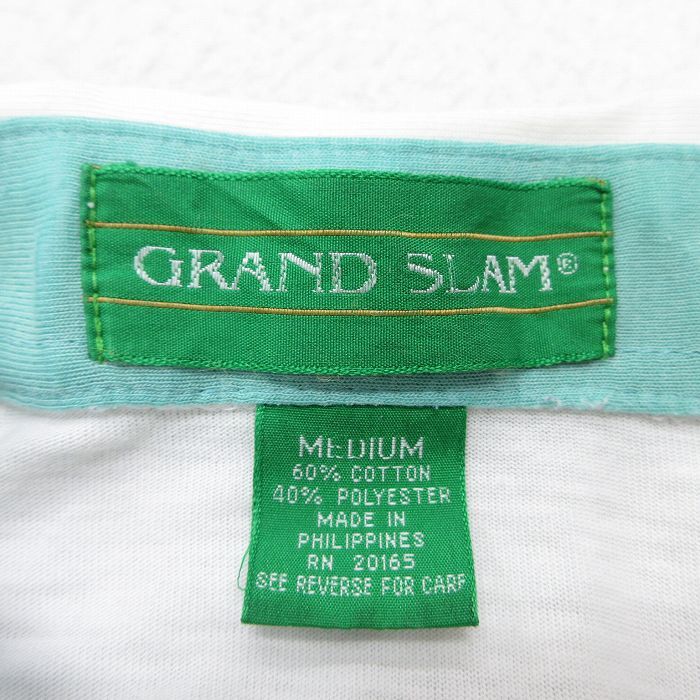 GRAND SLAM®
MEDIUM
60% COTTON
40% POLYESTER
MADE IN
PHILIPPINES
RN 20165
SEE REVERSE FOR CARE